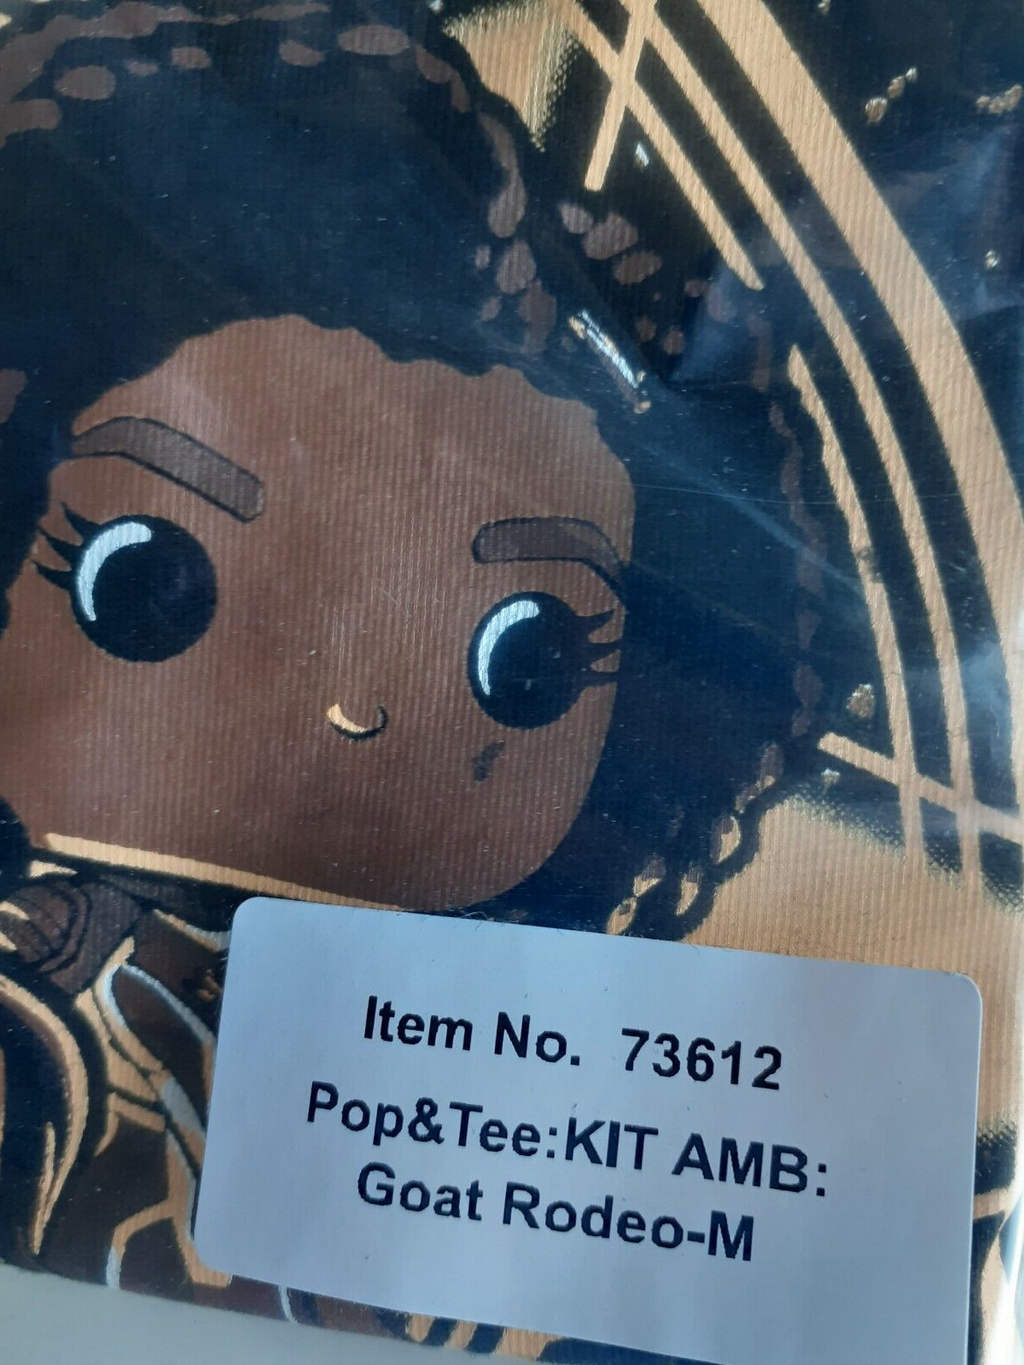 Item No. 73612
Pop&Tee:KIT AMB:
Goat Rodeo-M